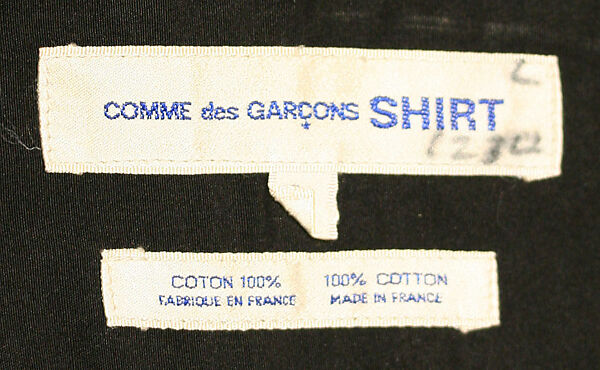 L
COMME des GARÇONS SHIRT
COTON 100% 100% COTTON
FABRIQUE EN FRANCE MADE IN FRANCE